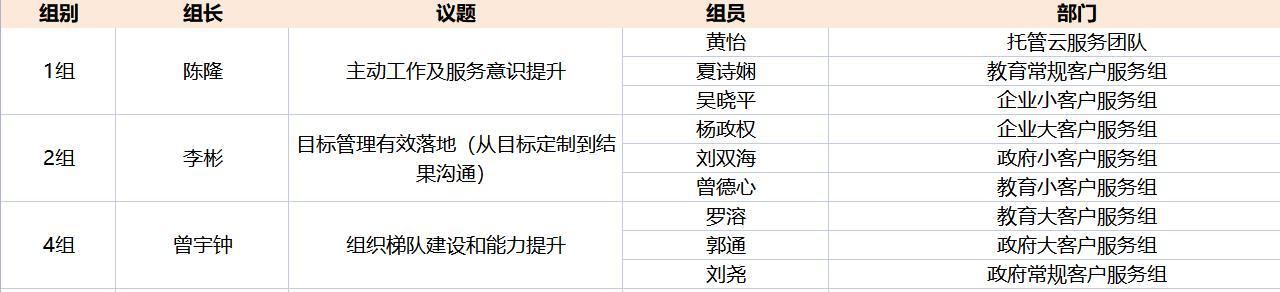 组别 组长 议题 组员 部门
1组 陈隆 主动工作及服务意识提升 黄怡 托管云服务团队
夏诗娴 教育常规客户服务组
吴晓平 企业小客户服务组
2组 李彬 目标管理有效落地（从目标定制到结
果沟通） 杨政权 企业大客户服务组
刘双海 政府小客户服务组
曾德心 教育小客户服务组
4组 曾宇钟 组织梯队建设和能力提升 罗溶 教育大客户服务组
郭通 政府大客户服务组
刘尧 政府常规客户服务组